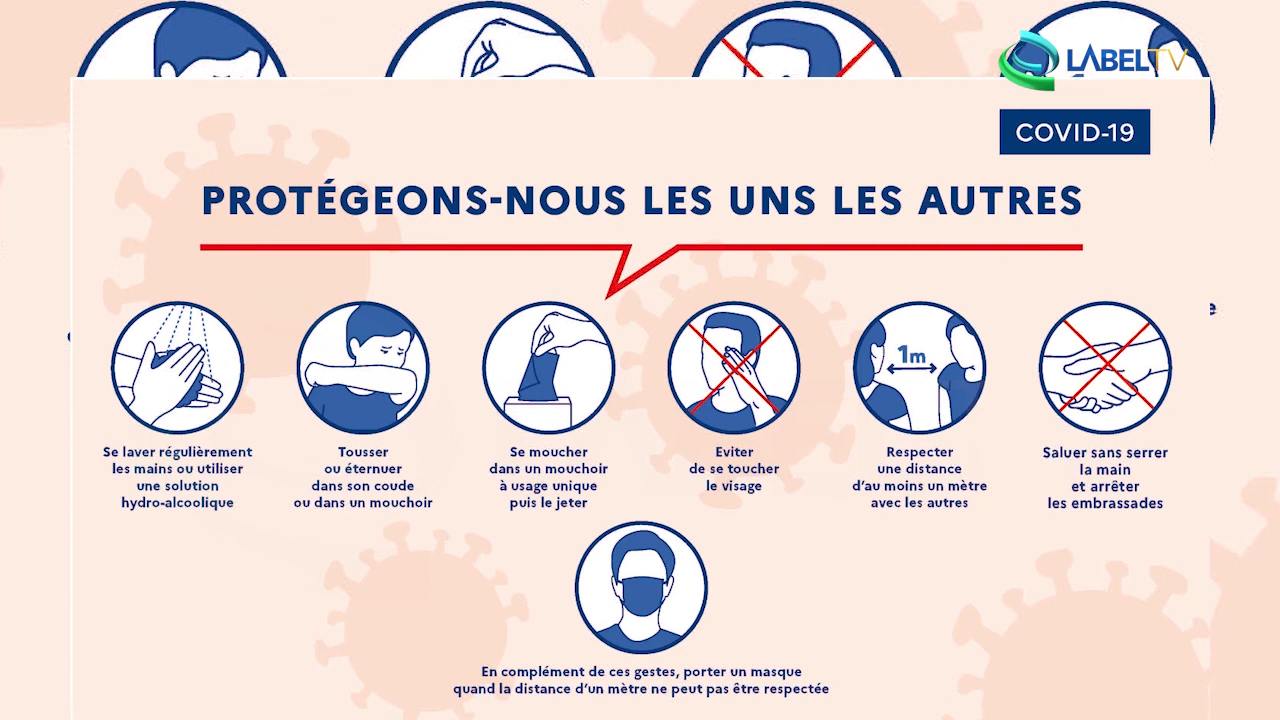 LABEL TV
COVID-19
PROTÉGEONS-NOUS LES UNS LES AUTRES
1m
Se laver régulièrement
les mains ou utiliser
une solution
hydro-alcoolique
Tousser
ou éternuer
dans son coude
ou dans un mouchoir
Se moucher
dans un mouchoir
à usage unique
puis le jeter
Eviter
de se toucher
le visage
Respecter
une distance
d'au moins un mètre
avec les autres
Saluer sans serrer
la main
et arrêter
les embrassades
En complément de ces gestes, porter un masque
quand la distance d'un mètre ne peut pas être respectée